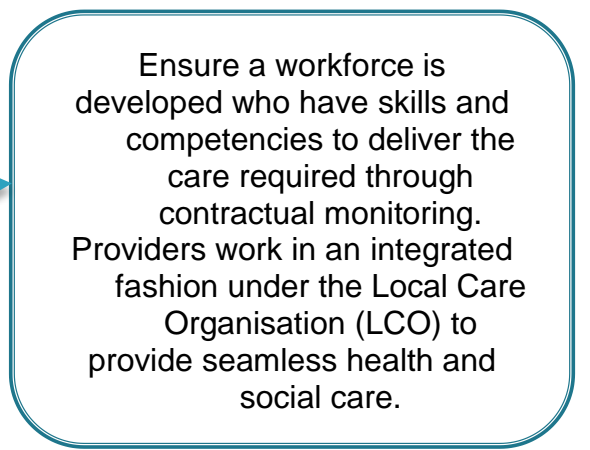 Ensure a workforce is
developed who have skills and
competencies to deliver the
care required through
contractual monitoring.
Providers work in an integrated
fashion under the Local Care
Organisation (LCO) to
provide seamless health and
social care.